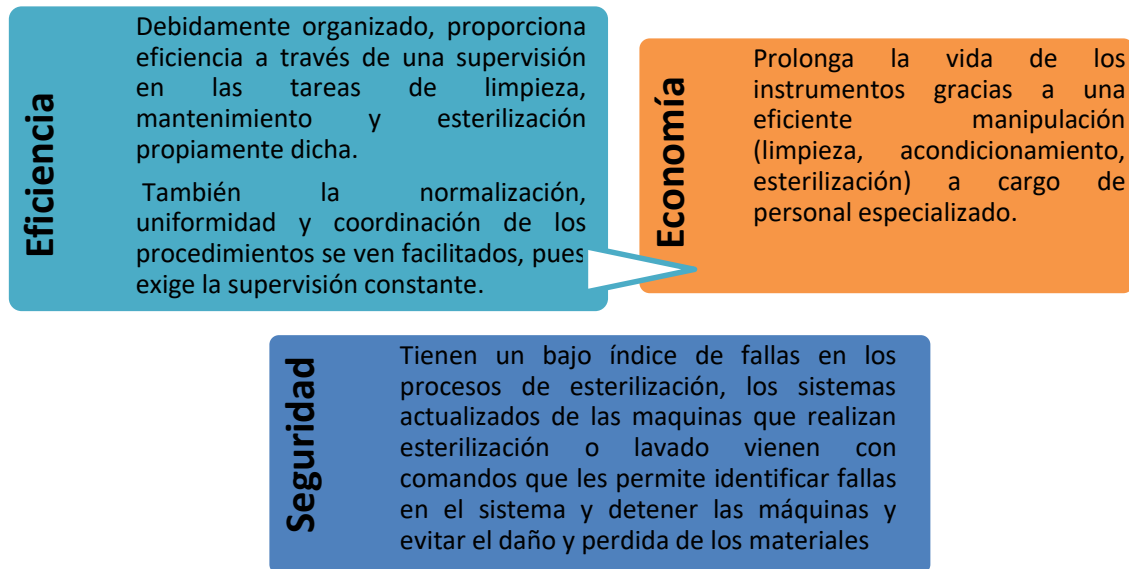 Eficiencia
Debidamente organizado, proporciona
eficiencia a través de una supervisión
en las tareas de limpieza,
mantenimiento y esterilización
propiamente dicha.
También la normalización,
uniformidad y coordinación de los
procedimientos se ven facilitados, pues
exige la supervisión constante.
Economía
Prolonga la vida de los
instrumentos gracias a una
eficiente manipulación
(limpieza, acondicionamiento,
esterilización) a cargo de
personal especializado.
Seguridad
Tienen un bajo índice de fallas en los
procesos de esterilización, los sistemas
actualizados de las maquinas que realizan
esterilización o lavado vienen con
comandos que les permite identificar fallas
en el sistema y detener las máquinas y
evitar el daño y perdida de los materiales